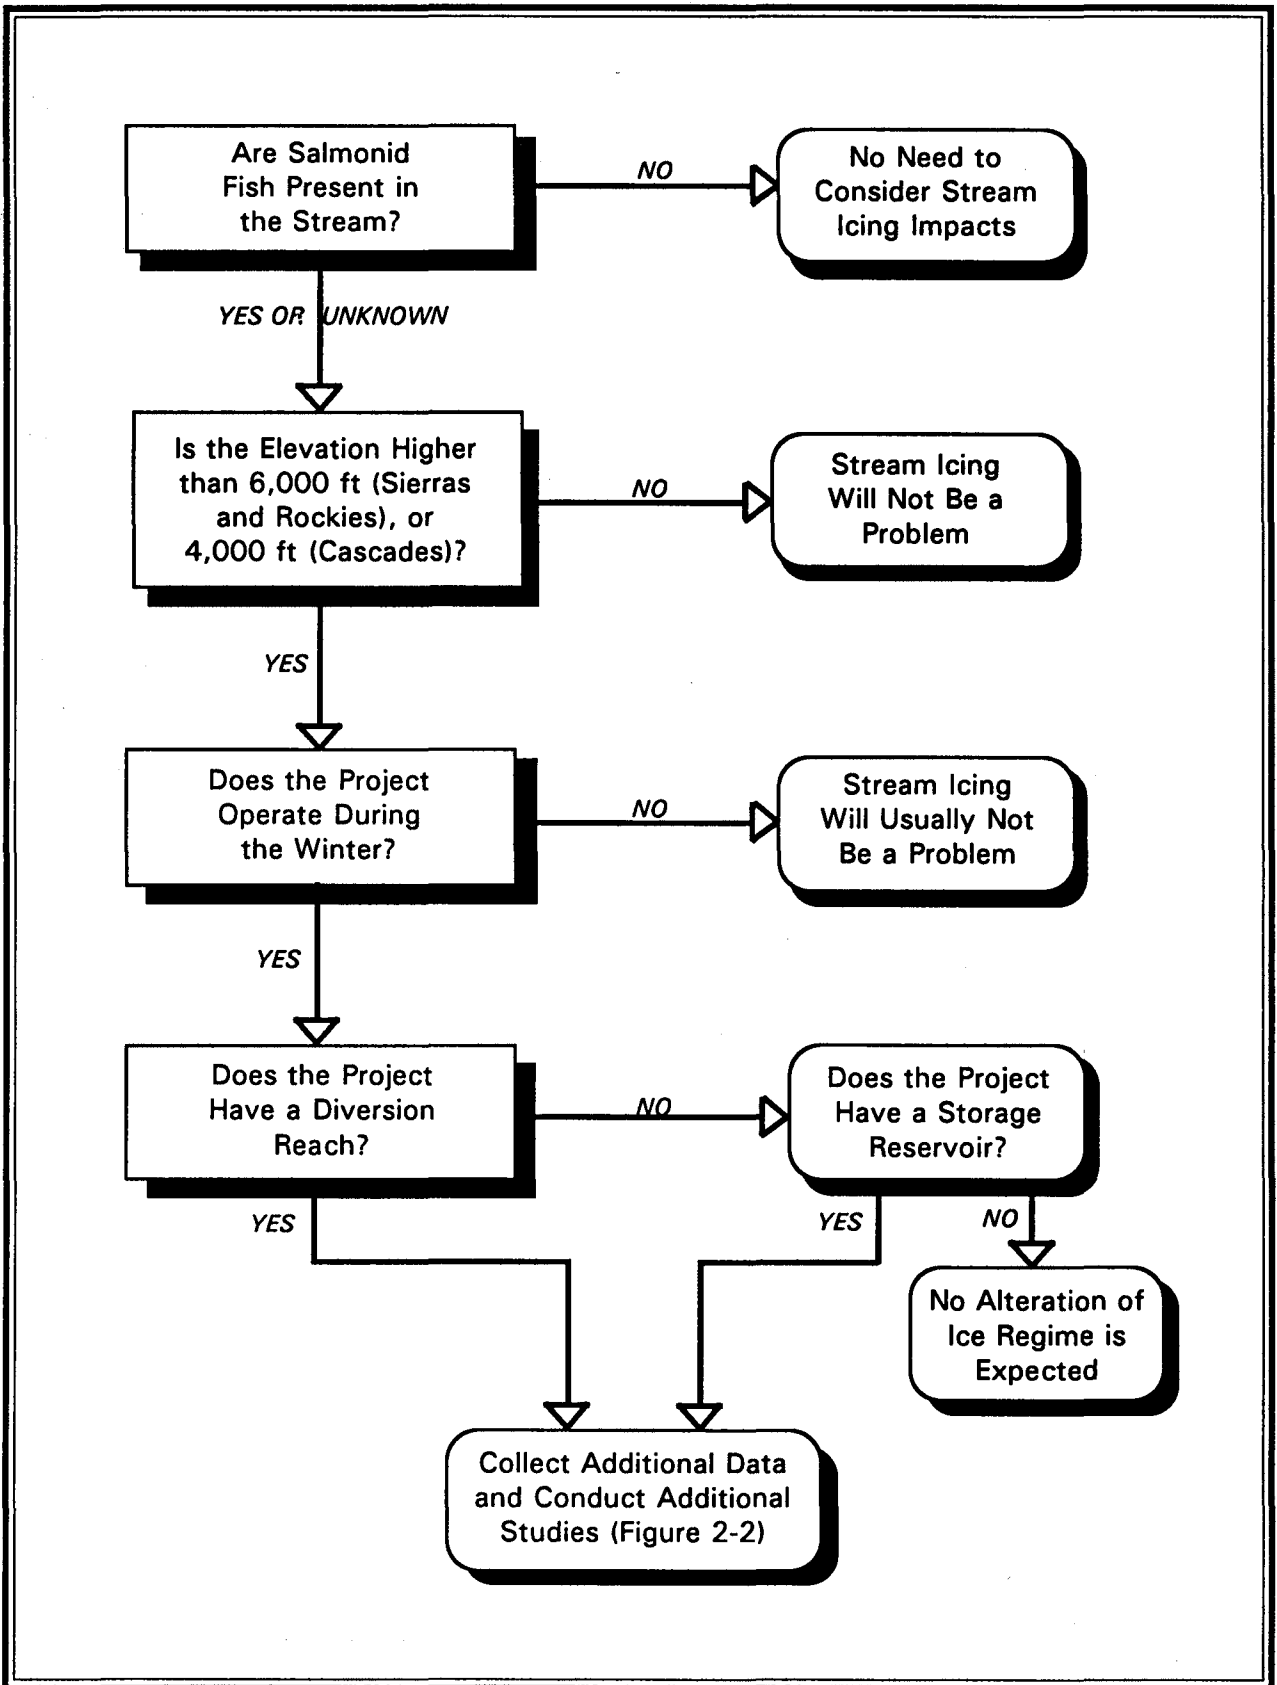 Are Salmonid
Fish Present in
the Stream?
NO
No Need to
Consider Stream
Icing Impacts
YES OR UNKNOWN
Is the Elevation Higher
than 6,000 ft (Sierras
and Rockies), or
4,000 ft (Cascades)?
NO
Stream Icing
Will Not Be a
Problem
YES
Does the Project
Operate During
the Winter?
NO
Stream Icing
Will Usually Not
Be a Problem
YES
Does the Project
Have a Diversion
Reach?
NO
Does the Project
Have a Storage
Reservoir?
YES
YES
NO
No Alteration of
Ice Regime is
Expected
Collect Additional Data
and Conduct Additional
Studies (Figure 2-2)